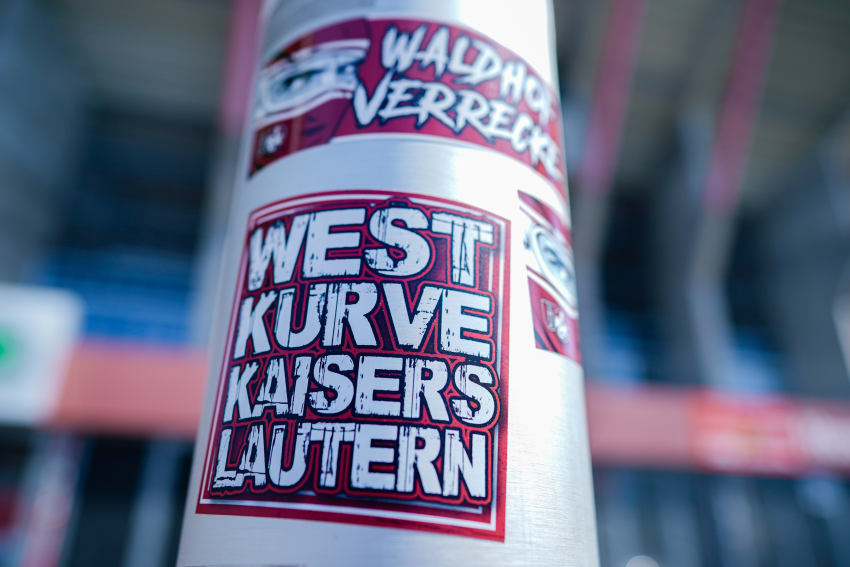 WALDHOF
VERRECKE
WEST
KURVE
KAISERS
LAUTERN